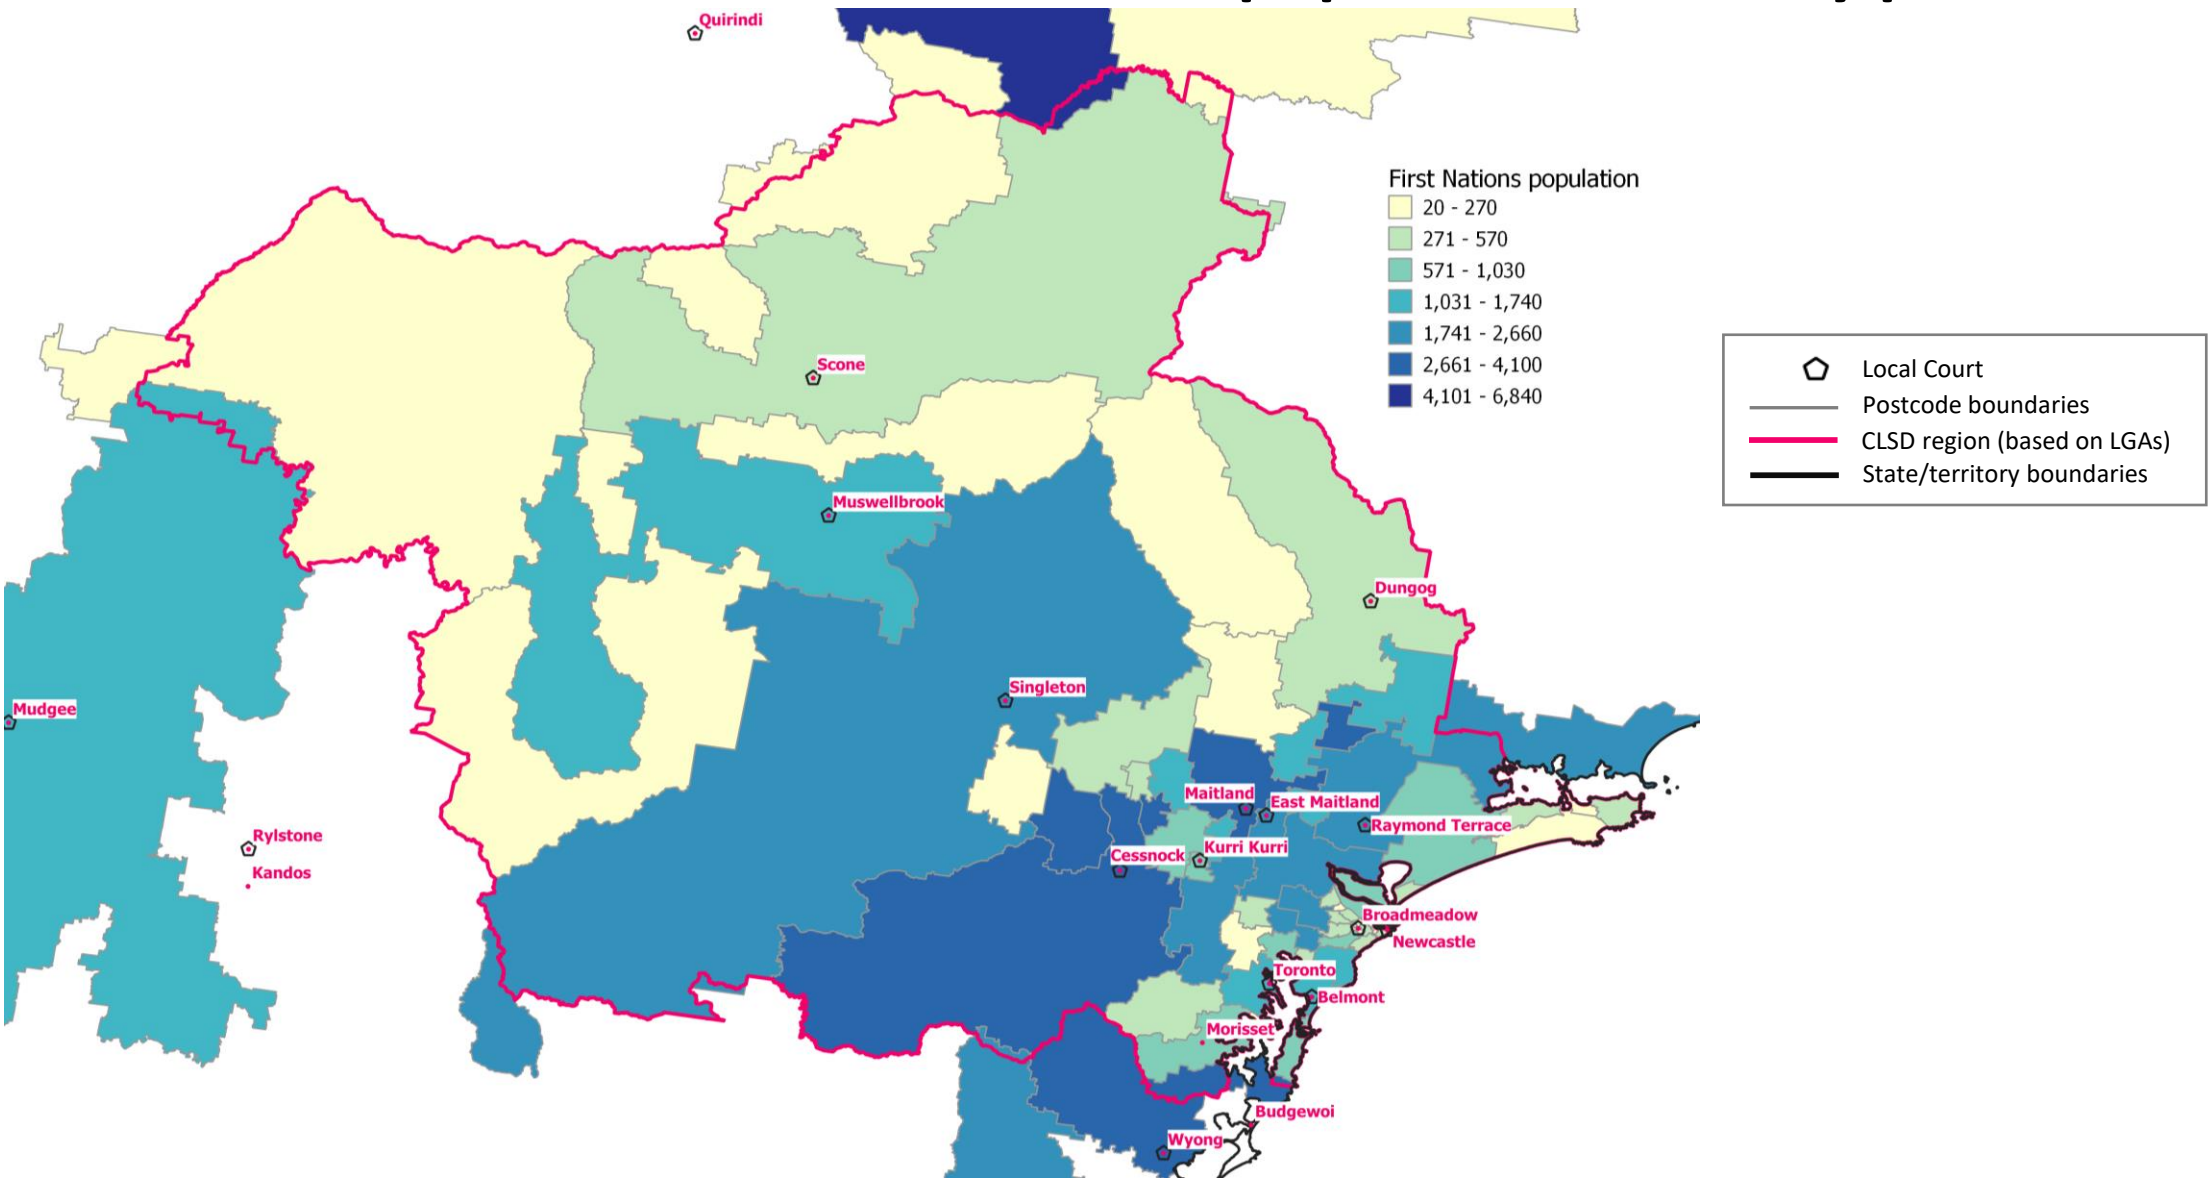 Quirindi
First Nations population
20 - 270
271 - 570
571 - 1,030
1,031 - 1,740
1,741 - 2,660
2,661 - 4,100
4,101 - 6,840
Local Court
Postcode boundaries
CLSD region (based on LGAs)
State/territory boundaries
Scone
Muswellbrook
Dungog
Singleton
Mudgee
Maitland
East Maitland
Raymond Terrace
Rylstone
Kurri Kurri
Cessnock
Kandos
Broadmeadow
Newcastle
Toronto
Belmont
Morisset
Budgewoi
Wyong